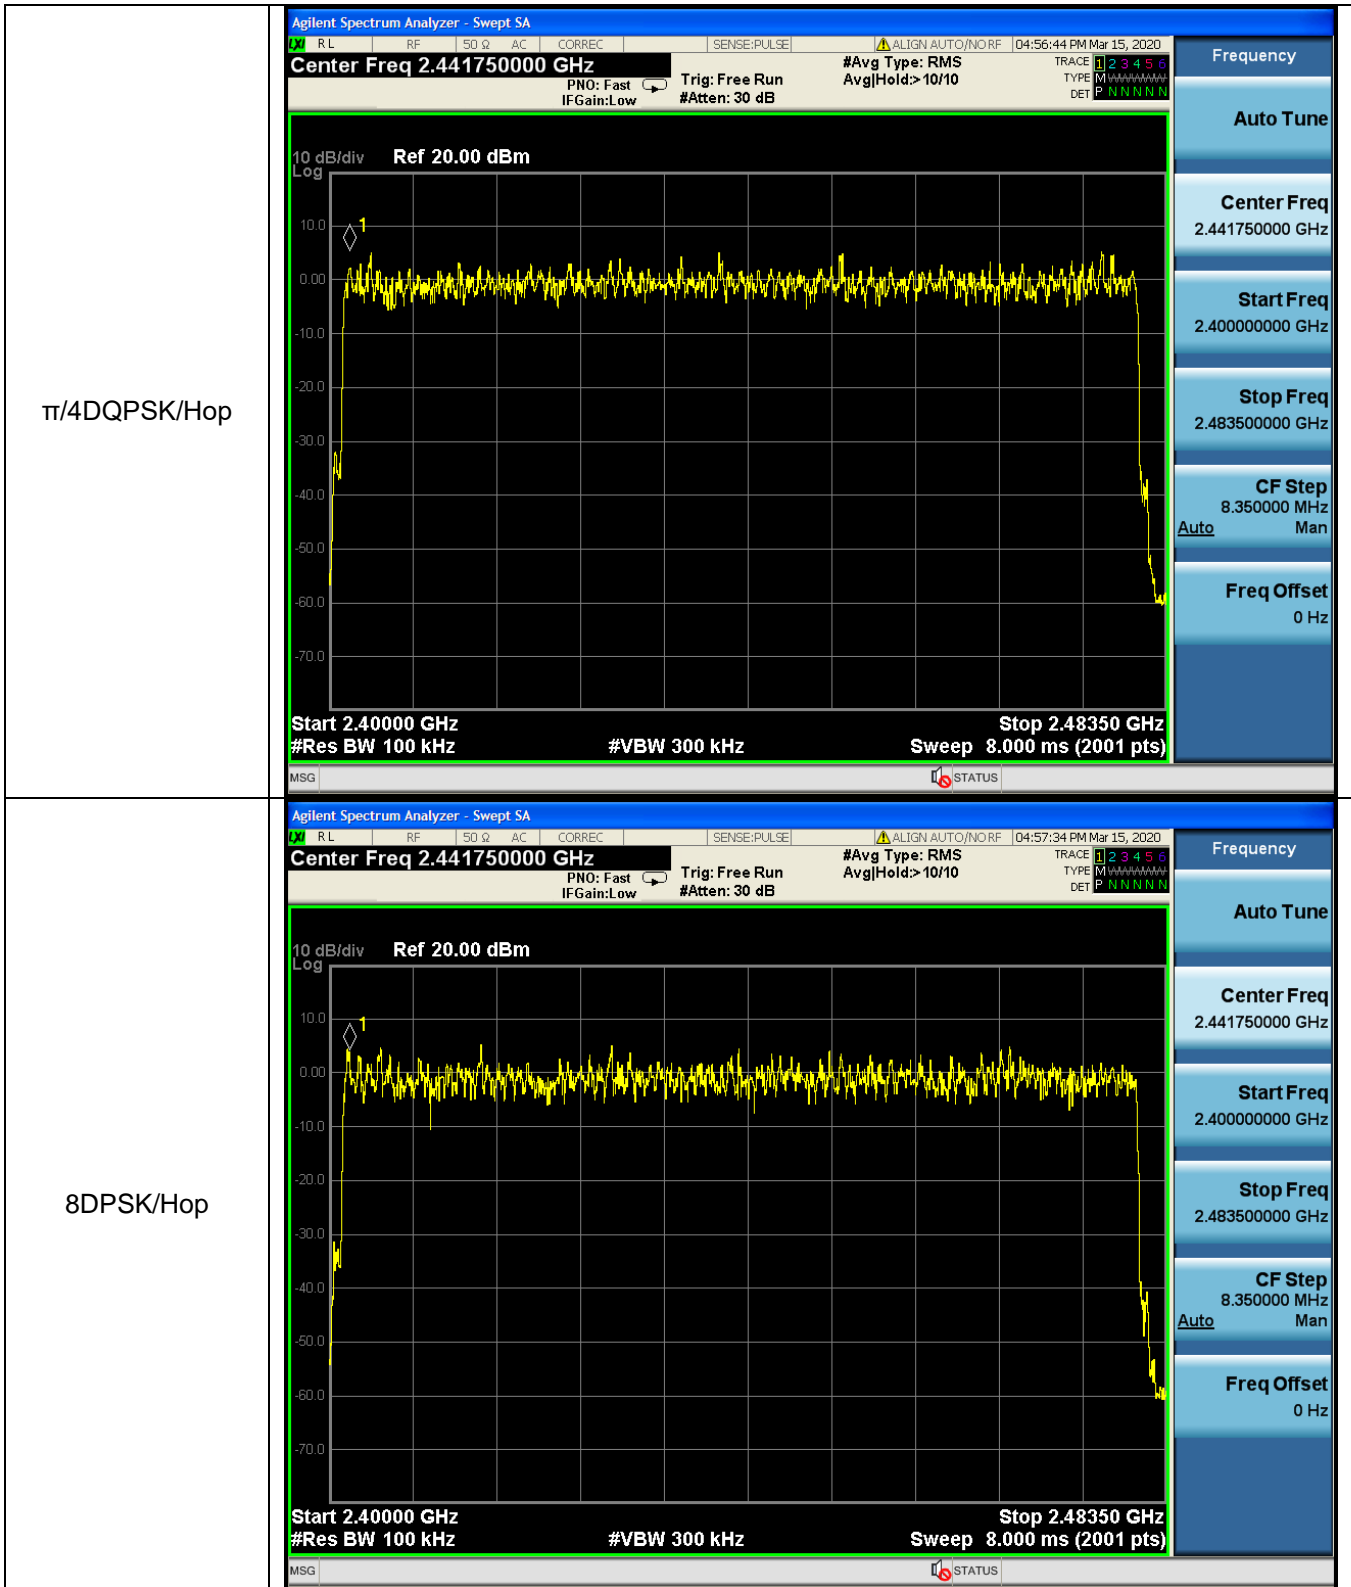 π/4DQPSK/Hop
Agilent Spectrum Analyzer - Swept SA
LXI RL RF 50 Ω AC CORREC SENSE:PULSE ALIGN AUTO/NO RF 04:56:44 PM Mar 15, 2020
Center Freq 2.441750000 GHz
PNO: Fast
IFGain:Low
Trig: Free Run
#Atten: 30 dB
#Avg Type: RMS
Avg|Hold:>10/10
TRACE 1 2 3 4 5 6
TYPE M WWWWW
DET P N N N N N
10 dB/div Ref 20.00 dBm
Log
1
10.0
0.00
-10.0
-20.0
-30.0
-40.0
-50.0
-60.0
-70.0
Start 2.40000 GHz Stop 2.48350 GHz
#Res BW 100 kHz #VBW 300 kHz Sweep 8.000 ms (2001 pts)
MSG STATUS
Frequency
Auto Tune
Center Freq
2.441750000 GHz
Start Freq
2.400000000 GHz
Stop Freq
2.483500000 GHz
CF Step
8.350000 MHz
Auto Man
Freq Offset
0 Hz
8DPSK/Hop
Agilent Spectrum Analyzer - Swept SA
LXI RL RF 50 Ω AC CORREC SENSE:PULSE ALIGN AUTO/NO RF 04:57:34 PM Mar 15, 2020
Center Freq 2.441750000 GHz
PNO: Fast
IFGain:Low
Trig: Free Run
#Atten: 30 dB
#Avg Type: RMS
Avg|Hold:>10/10
TRACE 1 2 3 4 5 6
TYPE M WWWWW
DET P N N N N N
10 dB/div Ref 20.00 dBm
Log
1
10.0
0.00
-10.0
-20.0
-30.0
-40.0
-50.0
-60.0
-70.0
Start 2.40000 GHz Stop 2.48350 GHz
#Res BW 100 kHz #VBW 300 kHz Sweep 8.000 ms (2001 pts)
MSG STATUS
Frequency
Auto Tune
Center Freq
2.441750000 GHz
Start Freq
2.400000000 GHz
Stop Freq
2.483500000 GHz
CF Step
8.350000 MHz
Auto Man
Freq Offset
0 Hz